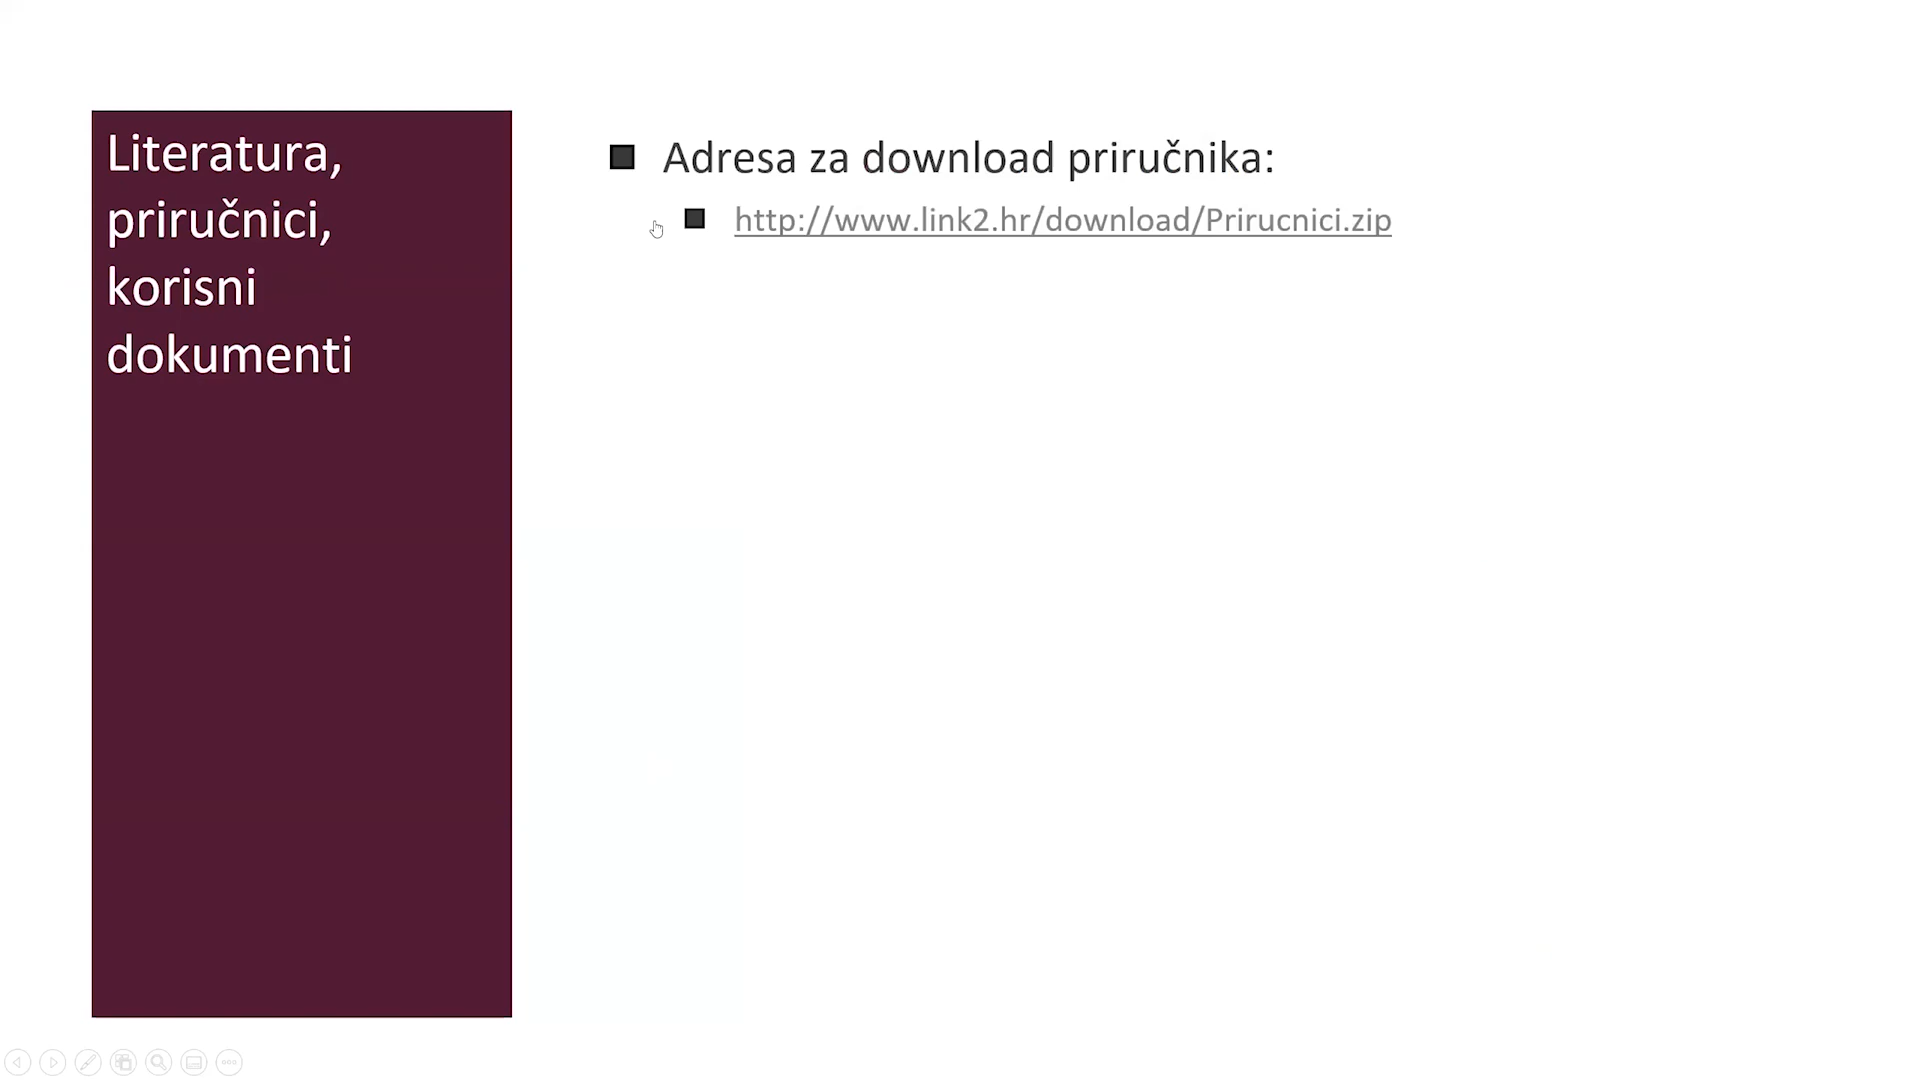 Literatura,
priručnici,
korisni
dokumenti
Adresa za download priručnika:
http://www.link2.hr/download/Prirucnici.zip